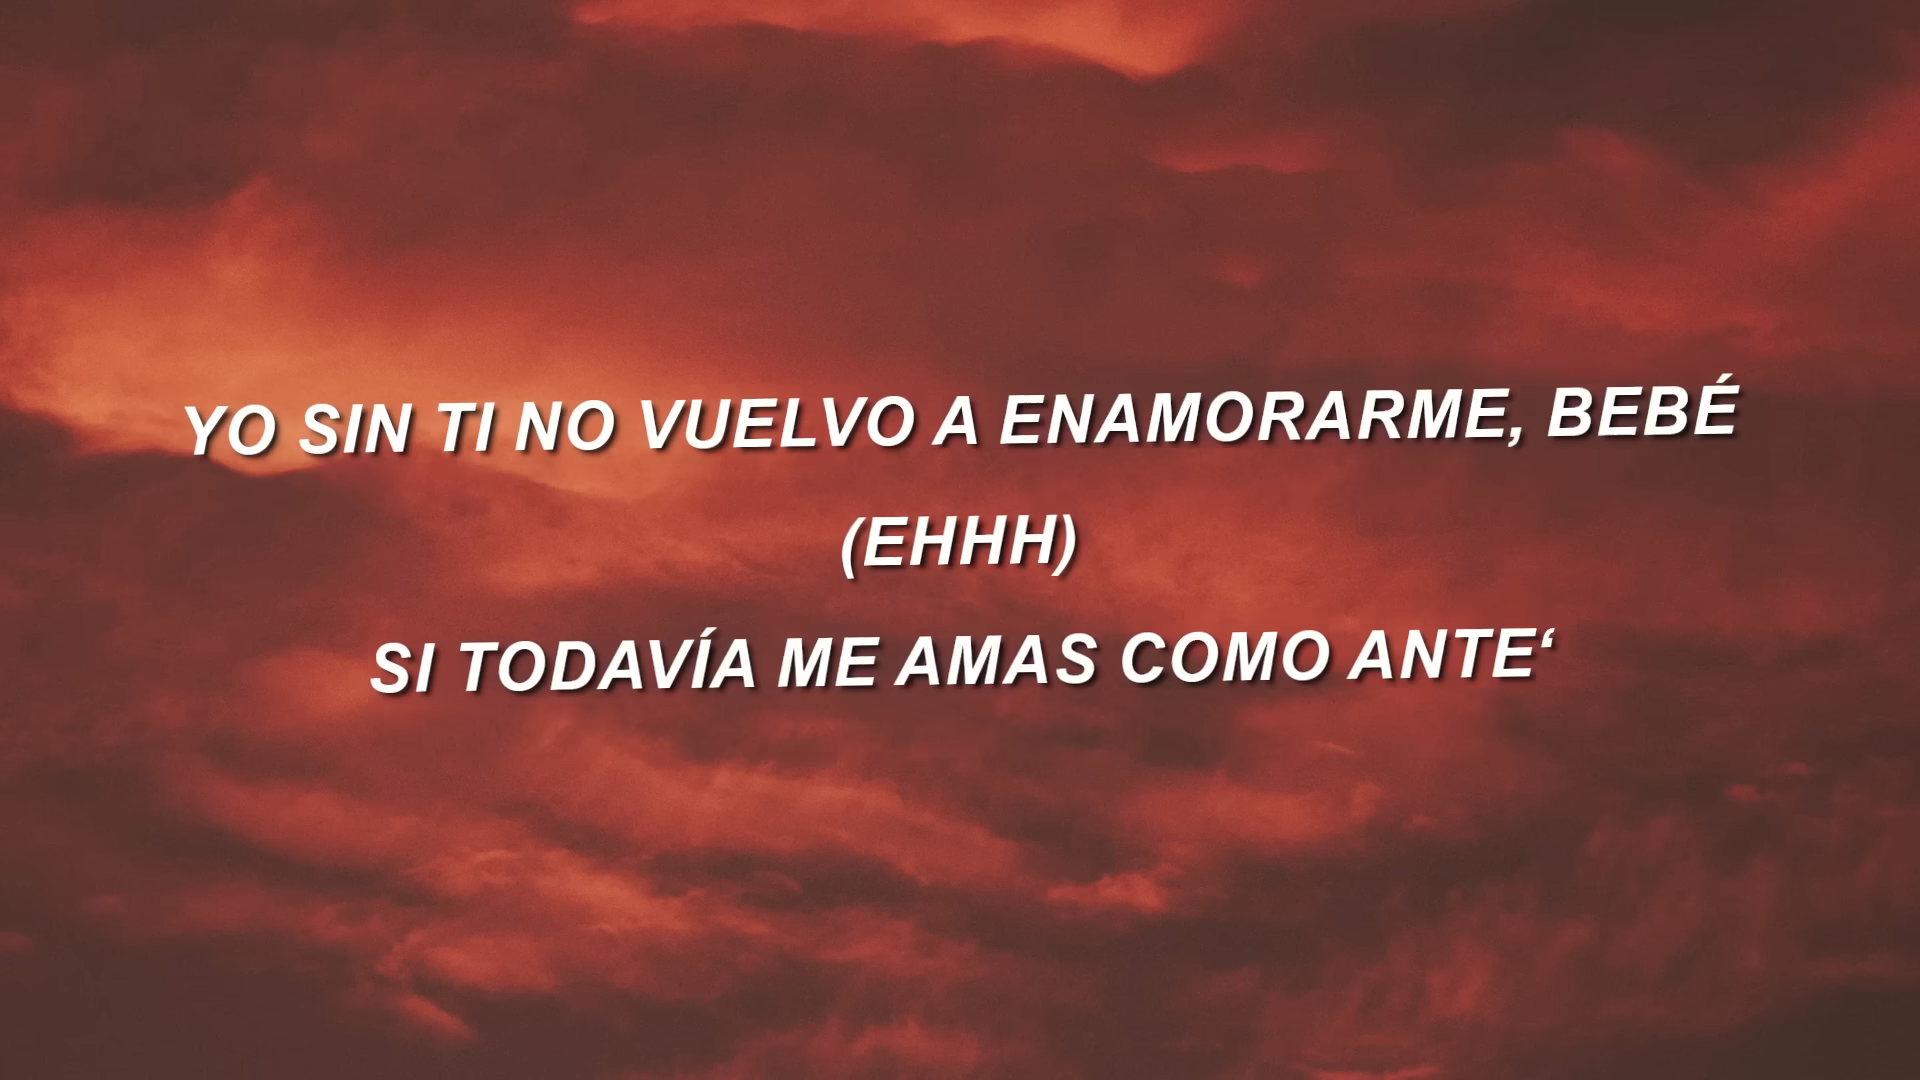 YO SIN TI NO VUELVO A ENAMORARME, BEBÉ
(EHHH)
SI TODAVÍA ME AMAS COMO ANTE‘